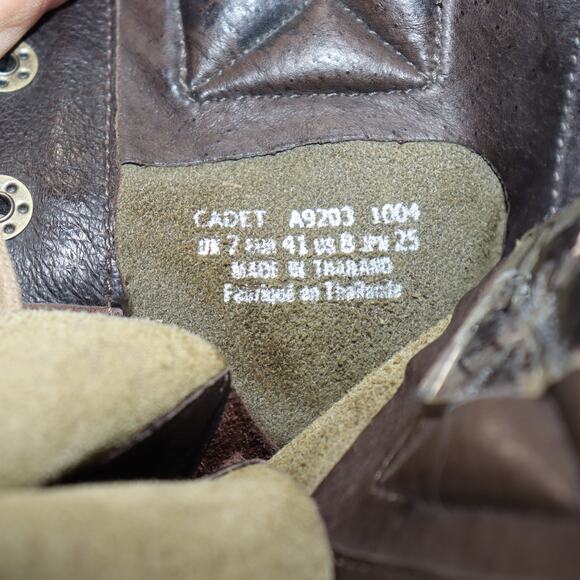 CADET A9203 1004
UK 7 EUR 41 US 8 JPN 25
MADE IN THAILAND
Fabriqué en Thaïlande